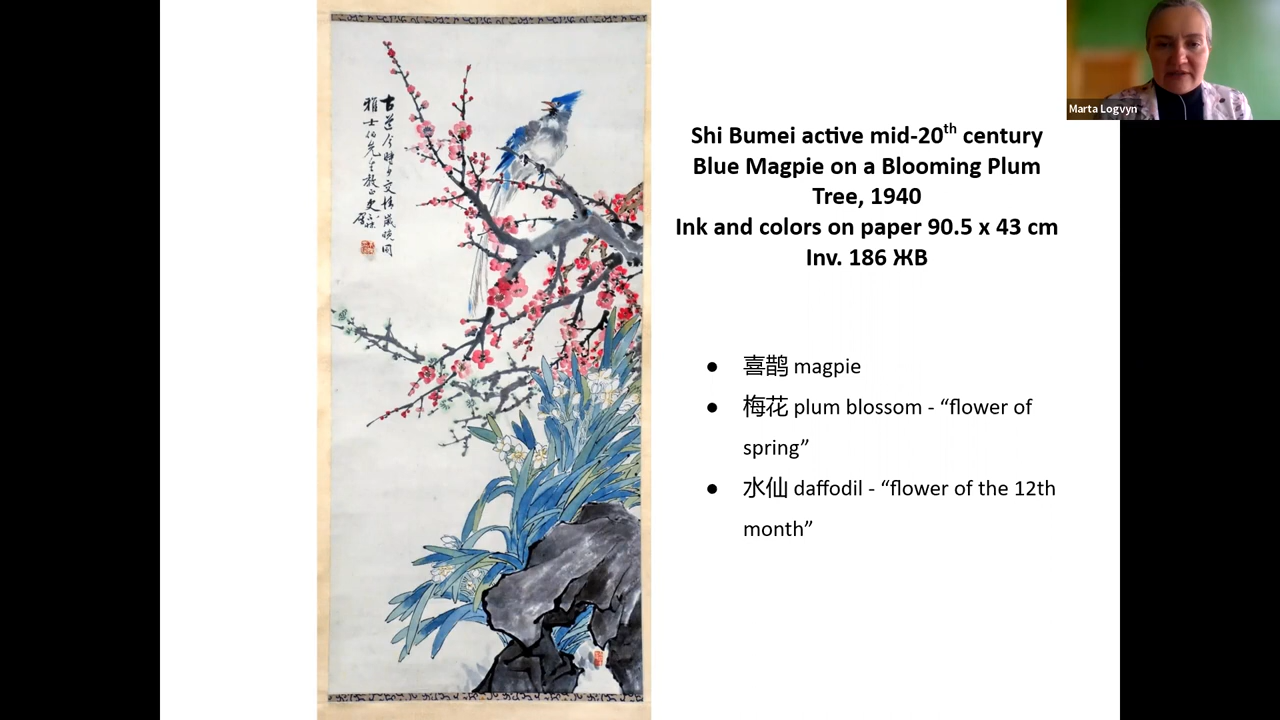 Marta Logvyn
Shi Bumei active mid-20th century
Blue Magpie on a Blooming Plum
Tree, 1940
Ink and colors on paper 90.5 x 43 cm
Inv. 186 ЖВ
● 喜鹊 magpie
● 梅花 plum blossom - “flower of
spring”
● 水仙 daffodil - “flower of the 12th
month”